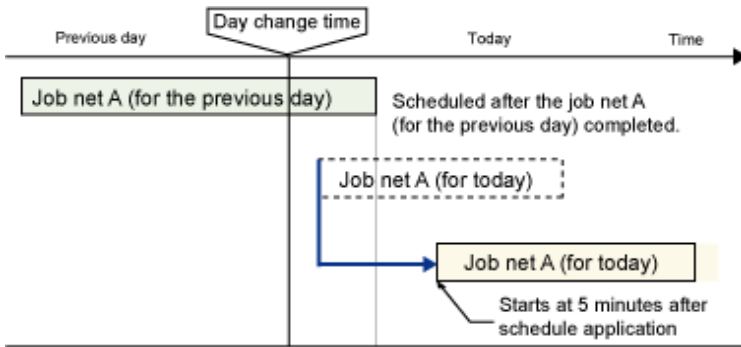 Day change time
Previous day
Today
Time
Job net A (for the previous day)
Scheduled after the job net A
(for the previous day) completed.
Job net A (for today)
Job net A (for today)
Starts at 5 minutes after
schedule application